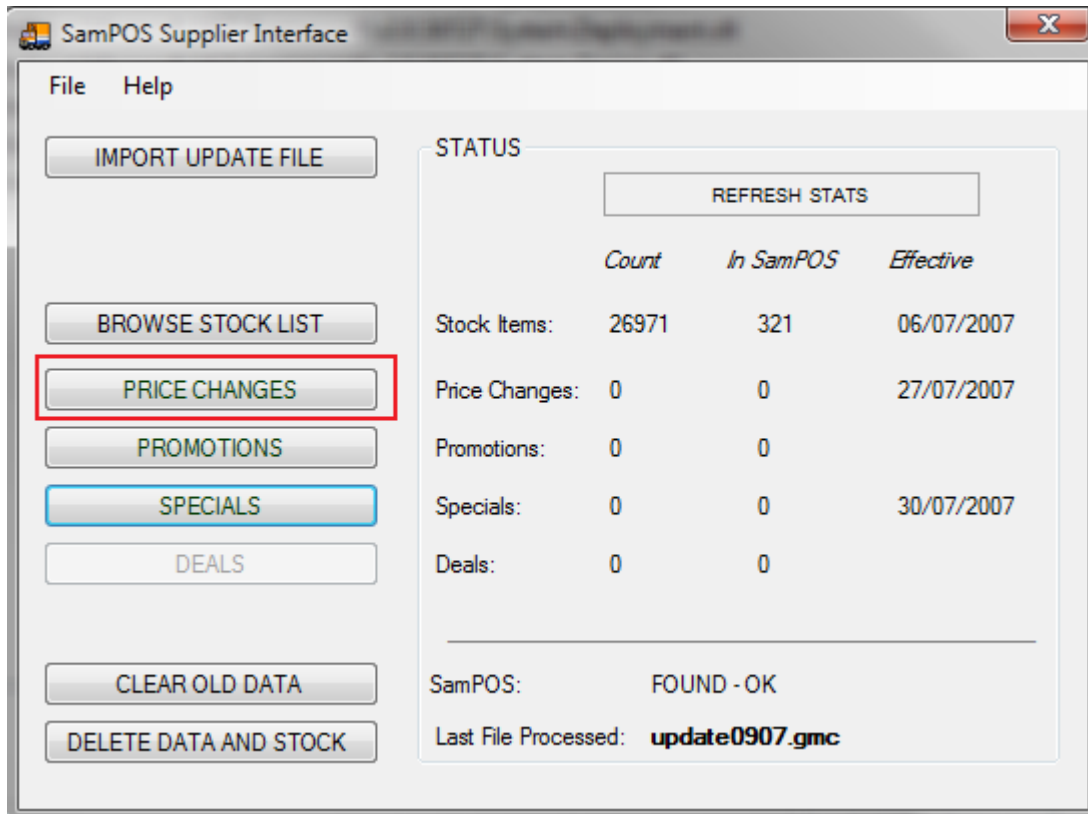 SamPOS Supplier Interface
File Help
IMPORT UPDATE FILE
STATUS
REFRESH STATS
Count In SamPOS Effective
BROWSE STOCK LIST Stock Items: 26971 321 06/07/2007
PRICE CHANGES Price Changes: 0 0 27/07/2007
PROMOTIONS Promotions: 0 0
SPECIALS Specials: 0 0 30/07/2007
DEALS Deals: 0 0
CLEAR OLD DATA SamPOS: FOUND - OK
DELETE DATA AND STOCK Last File Processed: update0907.gmc